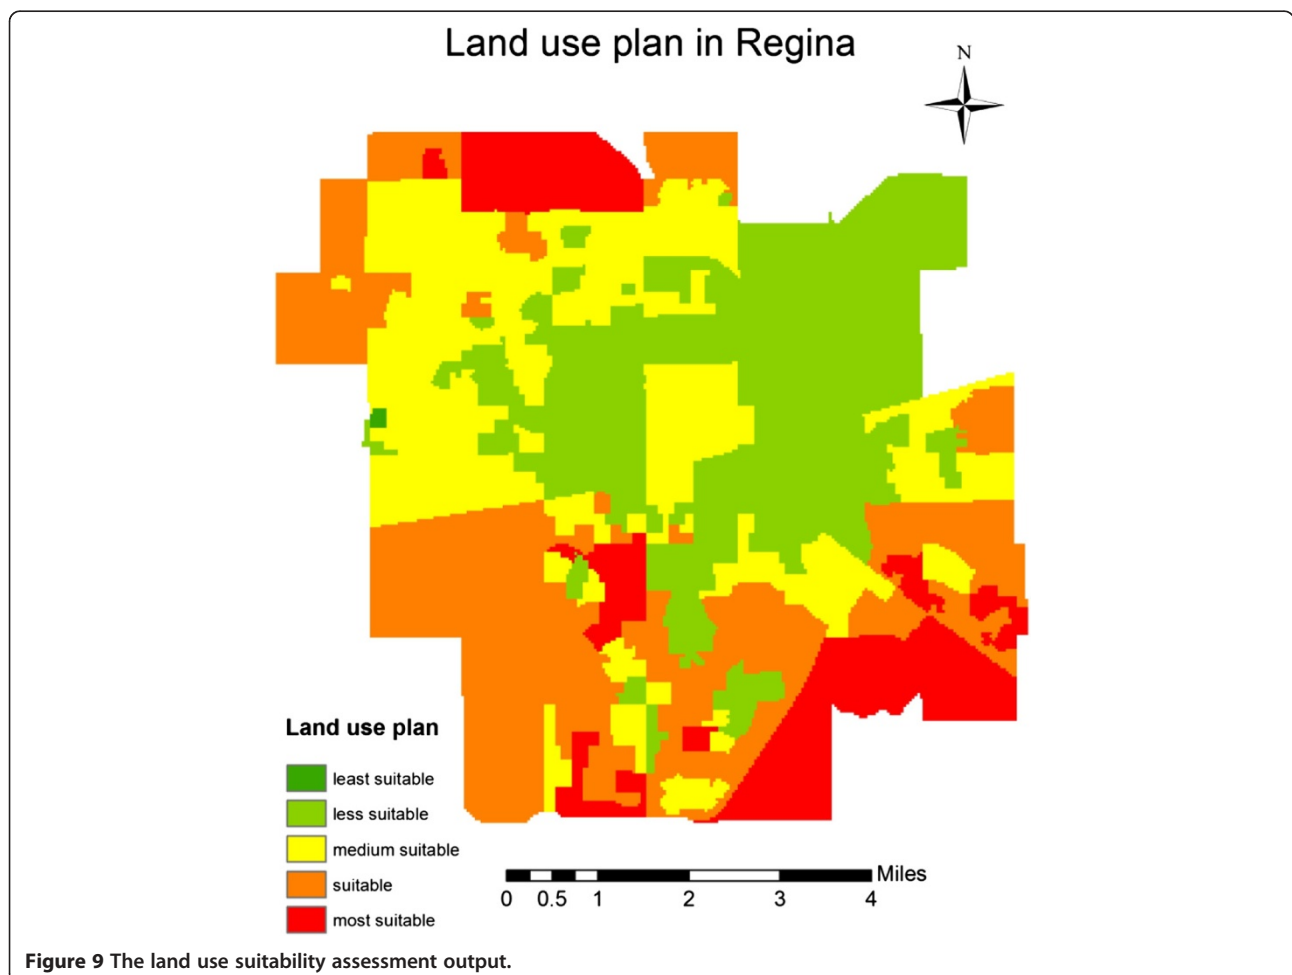 Land use plan in Regina
N
Land use plan
least suitable
less suitable
medium suitable
suitable
most suitable
Miles
0 0.5 1 2 3 4
Figure 9 The land use suitability assessment output.